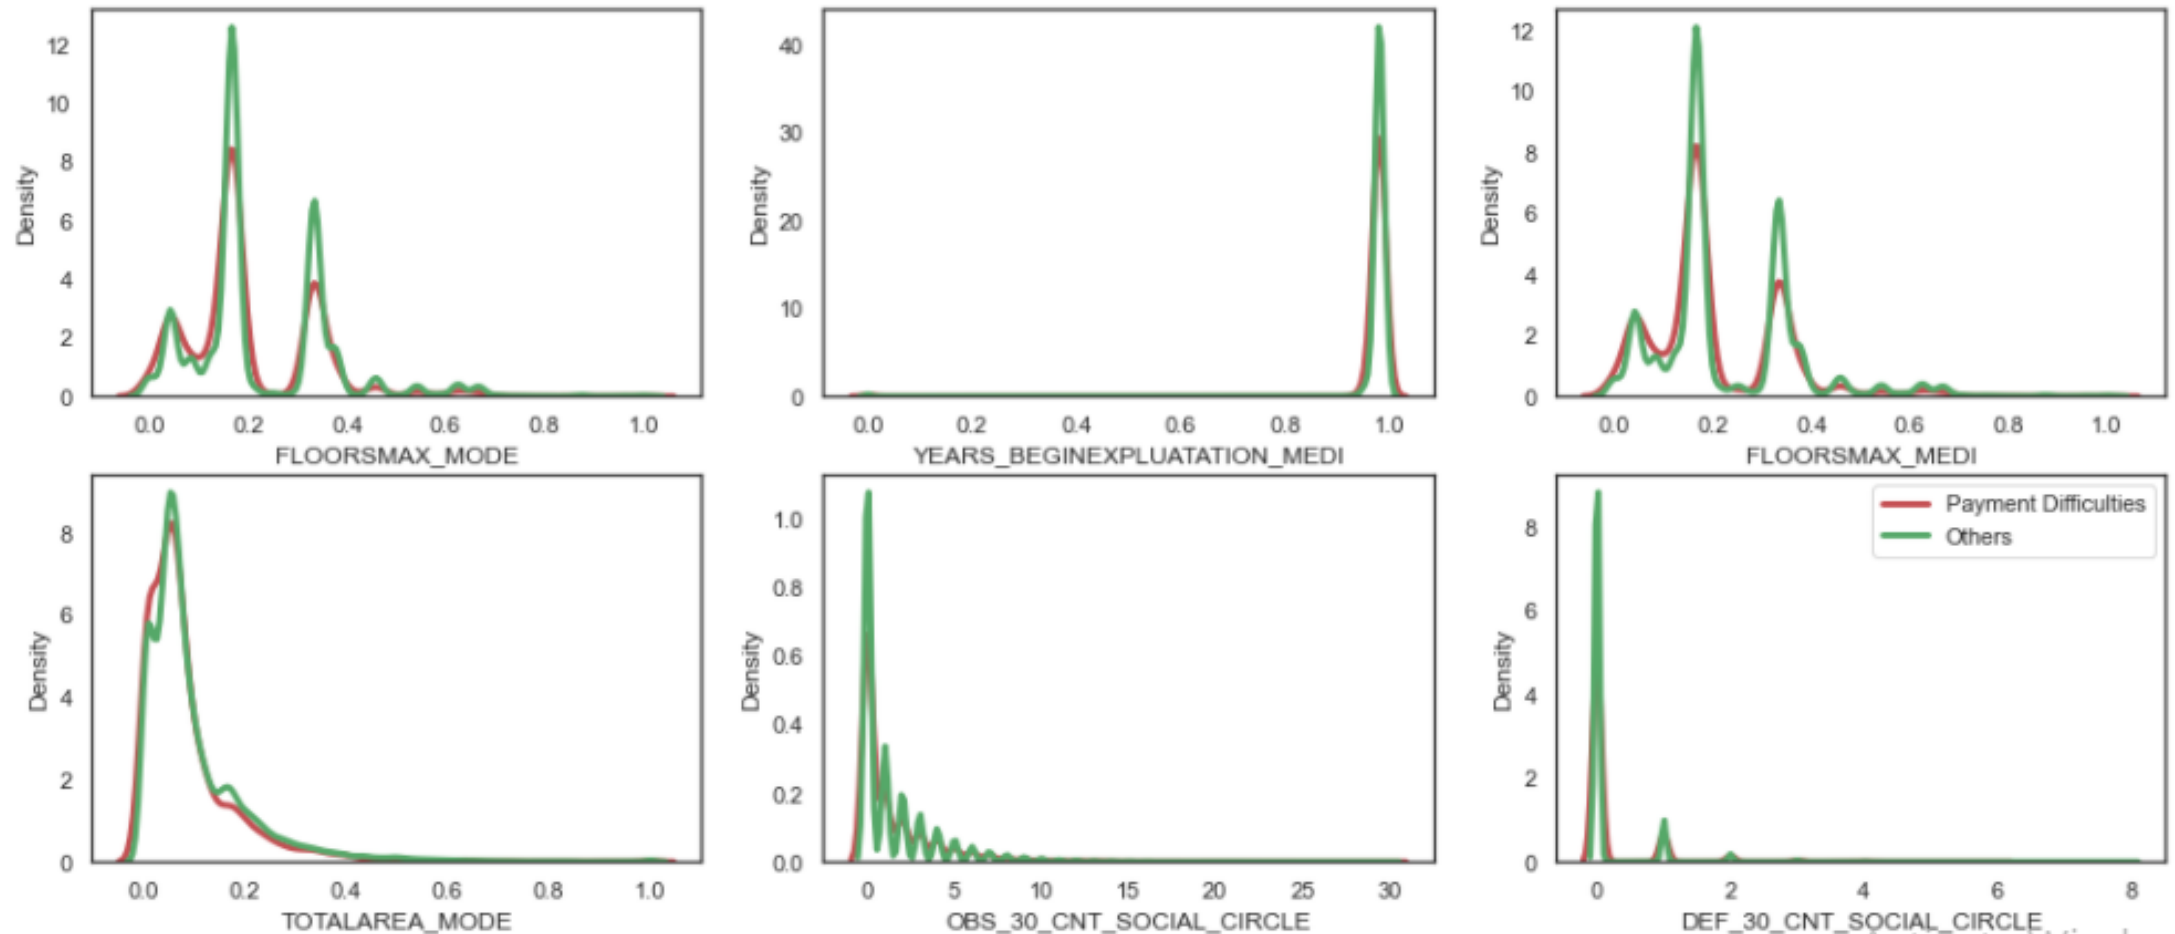 12
10
8
6
4
2
0
Density
0.0 0.2 0.4 0.6 0.8 1.0
FLOORSMAX_MODE
40
30
20
10
0
Density
0.0 0.2 0.4 0.6 0.8 1.0
YEARS_BEGINEXPLUATATION_MEDI
12
10
8
6
4
2
0
Density
0.0 0.2 0.4 0.6 0.8 1.0
FLOORSMAX_MEDI
8
6
4
2
0
Density
0.0 0.2 0.4 0.6 0.8 1.0
TOTALAREA_MODE
1.0
0.8
0.6
0.4
0.2
0.0
Density
0 5 10 15 20 25 30
OBS_30_CNT_SOCIAL_CIRCLE
Payment Difficulties
Others
8
6
4
2
0
Density
0 2 4 6 8
DEF_30_CNT_SOCIAL_CIRCLE